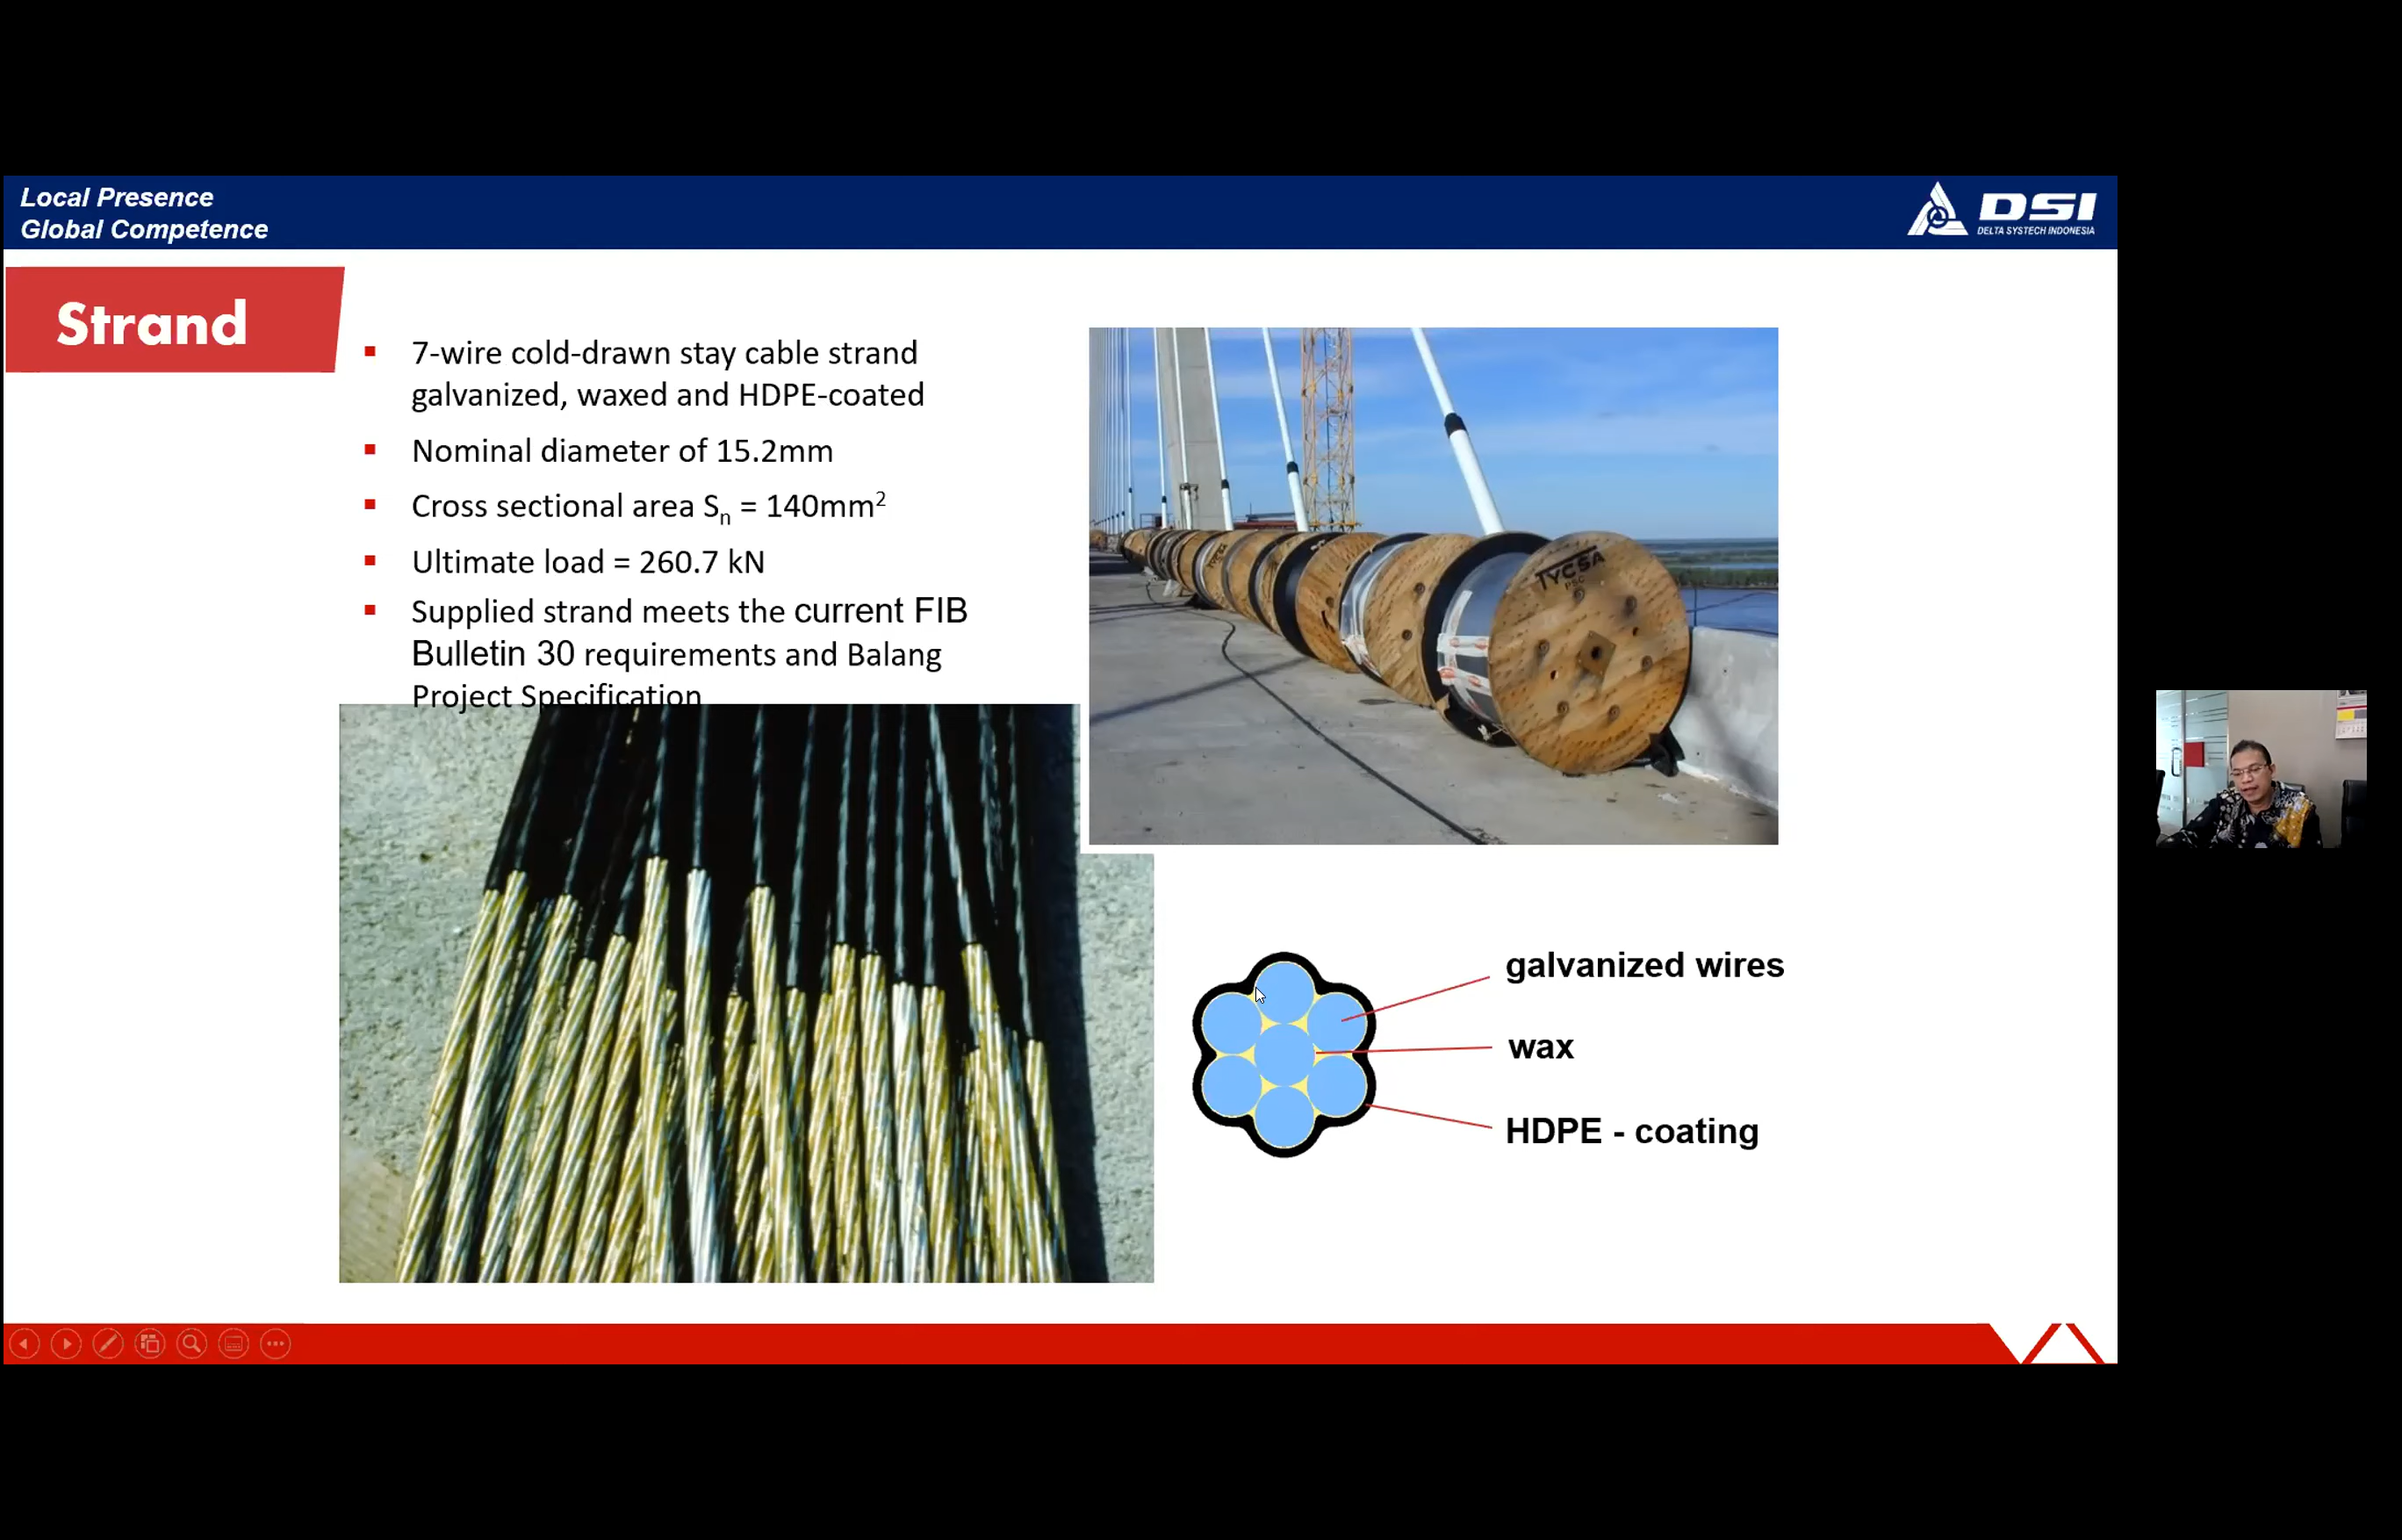 Local Presence
Global Competence
DSI
DELTA SYSTECH INDONESIA
Strand
▪ 7-wire cold-drawn stay cable strand
galvanized, waxed and HDPE-coated
▪ Nominal diameter of 15.2mm
▪ Cross sectional area Sn = 140mm²
▪ Ultimate load = 260.7 kN
▪ Supplied strand meets the current FIB
Bulletin 30 requirements and Balang
Project Specification
TYCSA
PSC
galvanized wires
wax
HDPE - coating